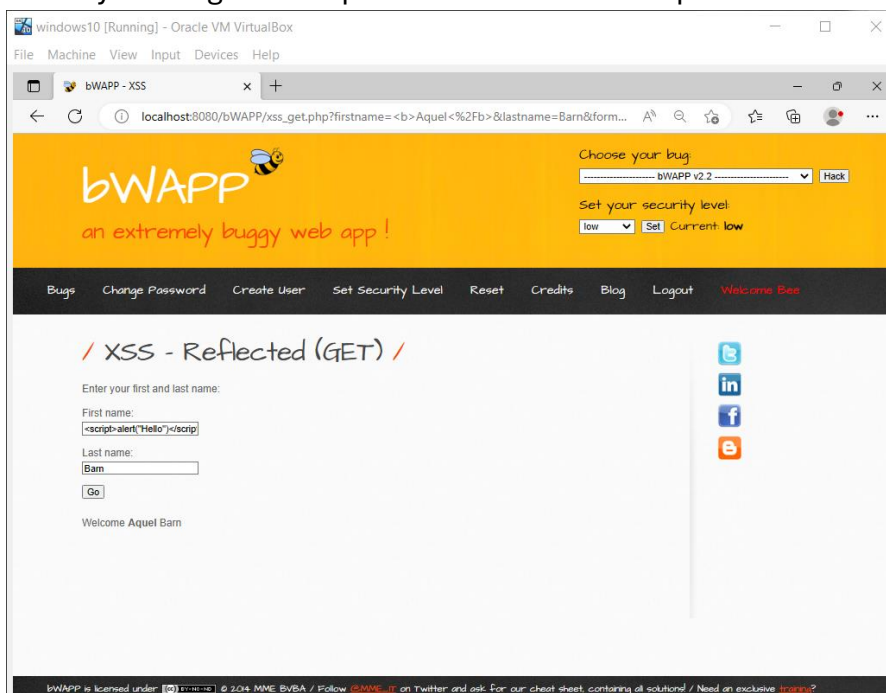 windows10 [Running] - Oracle VM VirtualBox
File Machine View Input Devices Help
bWAPP - XSS
localhost:8080/bWAPP/xss_get.php?firstname=<b>Aquel<%2Fb>&lastname=Barn&form...
bWAPP
an extremely buggy web app !
Choose your bug:
---------------------- bWAPP v2.2 ----------------------- Hack
Set your security level:
low Set Current: low
Bugs Change Password Create User Set Security Level Reset Credits Blog Logout Welcome Bee
/ XSS - Reflected (GET) /
Enter your first and last name:
First name:
<script>alert("Hello")</scrip
Last name:
Barn
Go
Welcome Aquel Barn
bWAPP is licensed under © 2014 MME BVBA / Follow @MME_IT on Twitter and ask for our cheat sheet, containing all solutions! / Need an exclusive training?